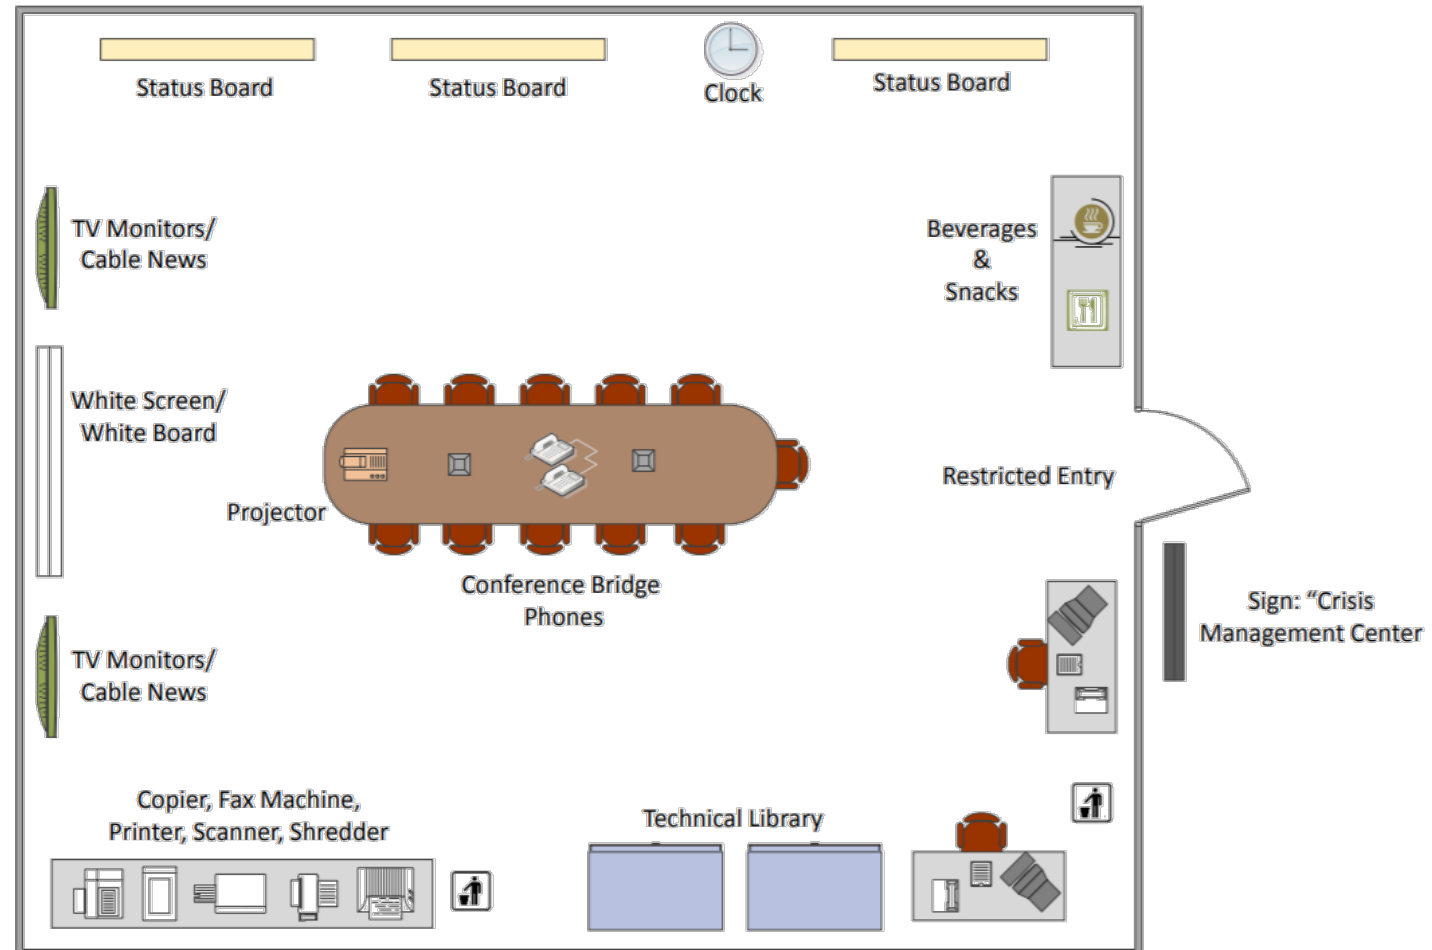 Status Board
Status Board
Clock
Status Board
TV Monitors/
Cable News
Beverages
&
Snacks
White Screen/
White Board
Restricted Entry
Projector
Conference Bridge
Phones
Sign: “Crisis
Management Center
TV Monitors/
Cable News
Copier, Fax Machine,
Printer, Scanner, Shredder
Technical Library